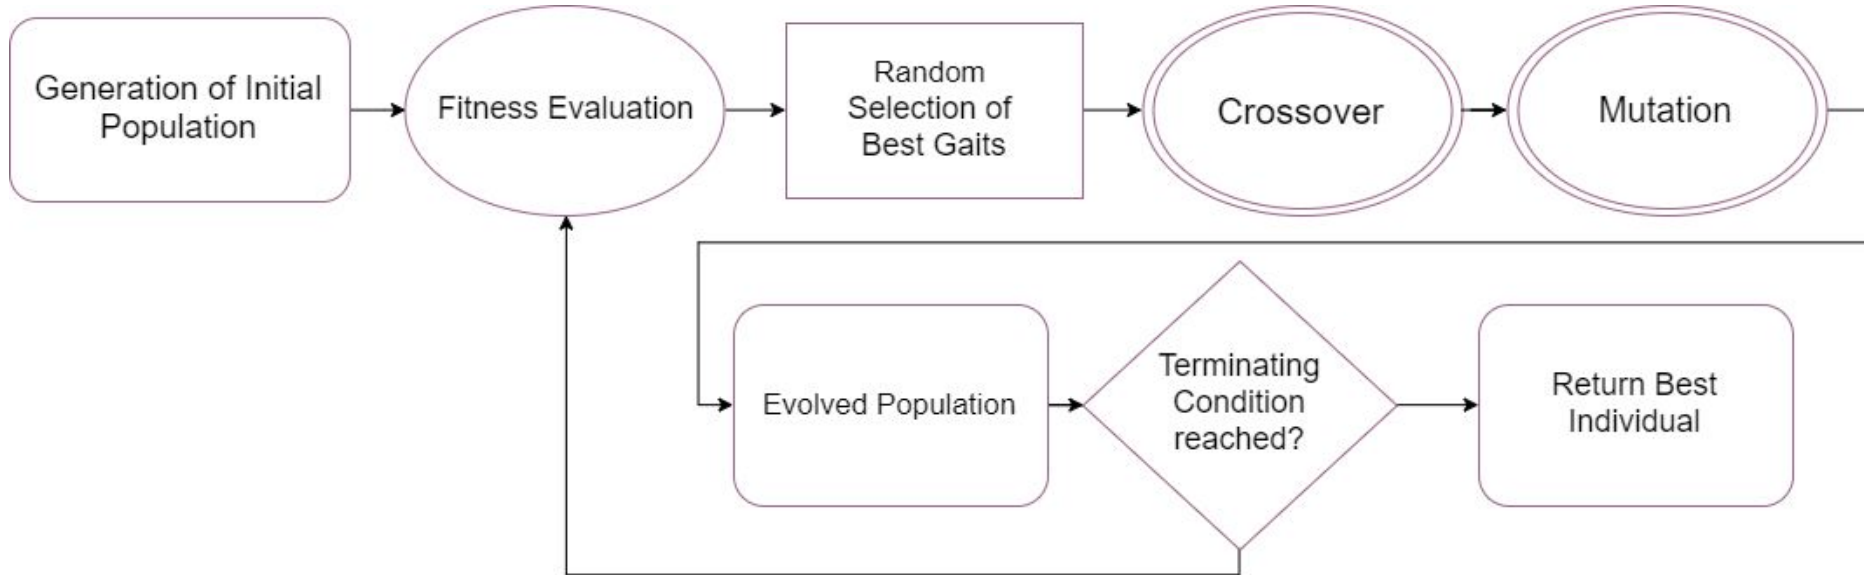 Generation of Initial
Population
Fitness Evaluation
Random
Selection of
Best Gaits
Crossover
Mutation
Evolved Population
Terminating
Condition
reached?
Return Best
Individual